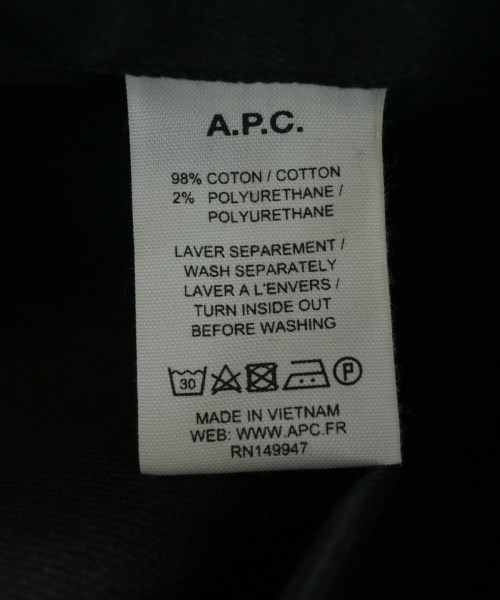 A.P.C.
98% COTON / COTTON
2% POLYURETHANE /
POLYURETHANE
LAVER SEPAREMENT /
WASH SEPARATELY
LAVER A L'ENVERS /
TURN INSIDE OUT
BEFORE WASHING
30 P
MADE IN VIETNAM
WEB: WWW.APC.FR
RN149947